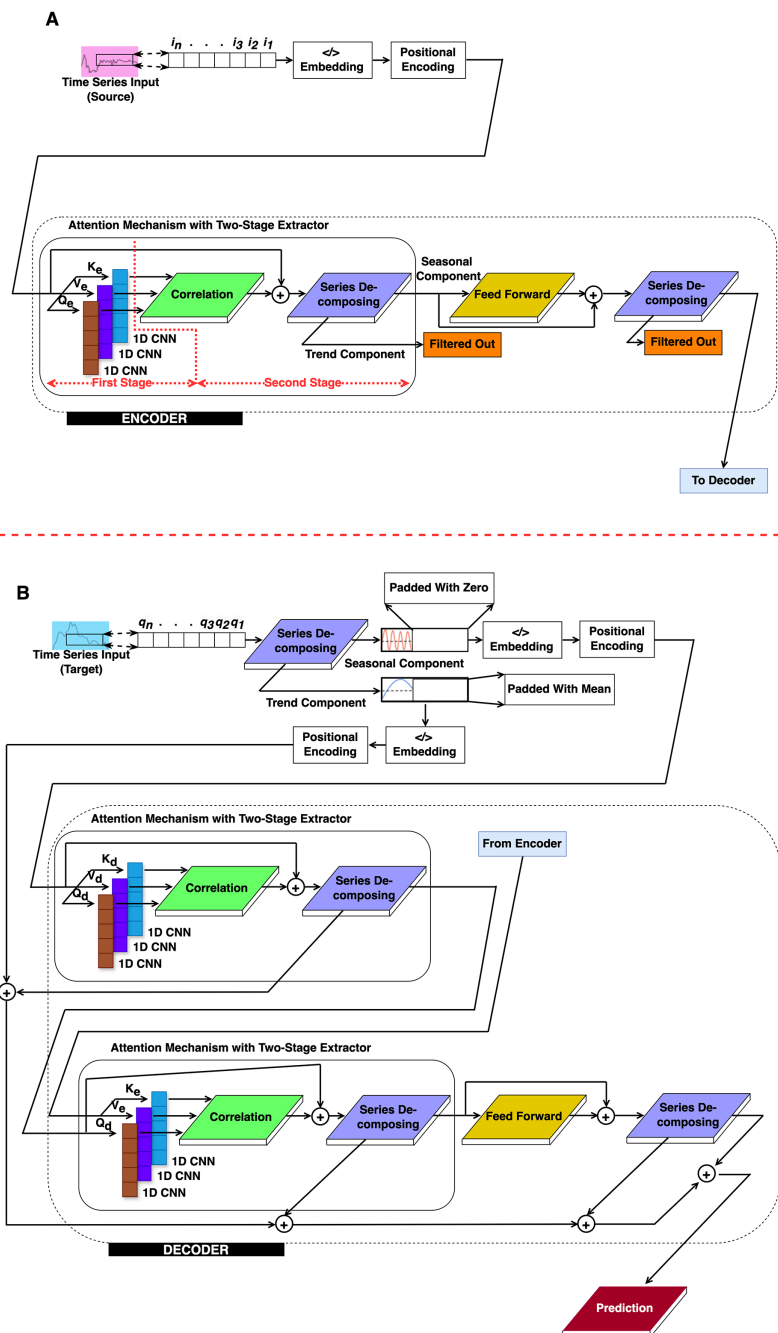 A
i_n . . . i_3 i_2 i_1
</>
Embedding
Positional
Encoding
Time Series Input
(Source)
Attention Mechanism with Two-Stage Extractor
K_e
V_e
Q_e
Correlation
+
Series De-
composing
Seasonal
Component
Feed Forward
+
Series De-
composing
1D CNN
1D CNN
1D CNN
Trend Component
Filtered Out
Filtered Out
First Stage
Second Stage
ENCODER
To Decoder
B
Padded With Zero
q_n . . . q_3 q_2 q_1
Time Series Input
(Target)
Series De-
composing
Seasonal Component
</>
Embedding
Positional
Encoding
Trend Component
Padded With Mean
Positional
Encoding
</>
Embedding
Attention Mechanism with Two-Stage Extractor
From Encoder
K_d
V_d
Q_d
Correlation
+
Series De-
composing
1D CNN
1D CNN
1D CNN
+
Attention Mechanism with Two-Stage Extractor
K_e
V_e
Q_d
Correlation
+
Series De-
composing
Feed Forward
+
Series De-
composing
1D CNN
1D CNN
1D CNN
+
+
+
DECODER
Prediction